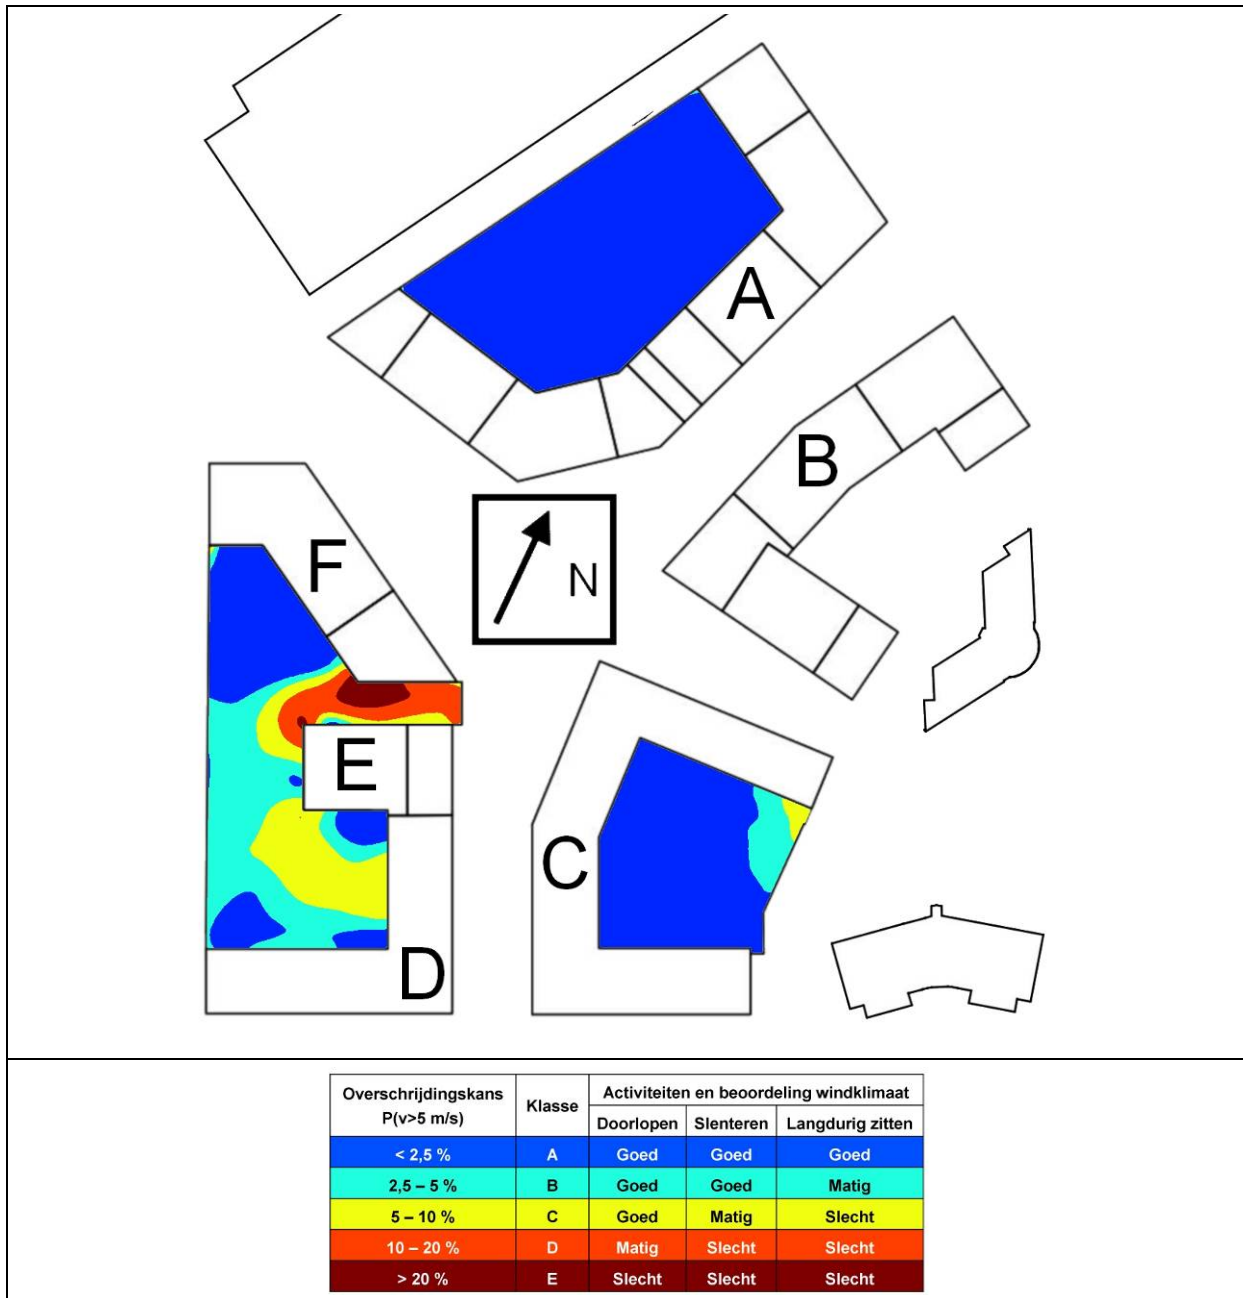 A
B
F
N
E
C
D
Overschrijdingskans P(v>5 m/s) Klasse Activiteiten en beoordeling windklimaat
Doorlopen Slenteren Langdurig zitten
< 2,5 % A Goed Goed Goed
2,5 – 5 % B Goed Goed Matig
5 – 10 % C Goed Matig Slecht
10 – 20 % D Matig Slecht Slecht
> 20 % E Slecht Slecht Slecht